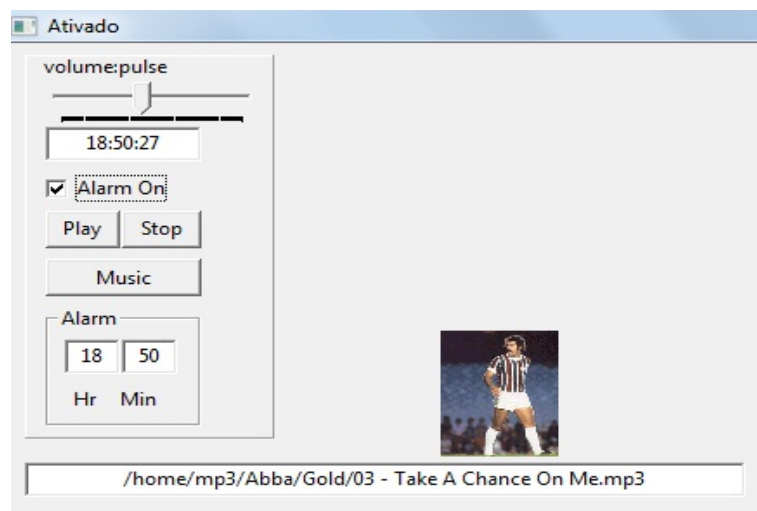 Ativado
volume:pulse
18:50:27
Alarm On
Play Stop
Music
Alarm
18 50
Hr Min
/home/mp3/Abba/Gold/03 - Take A Chance On Me.mp3